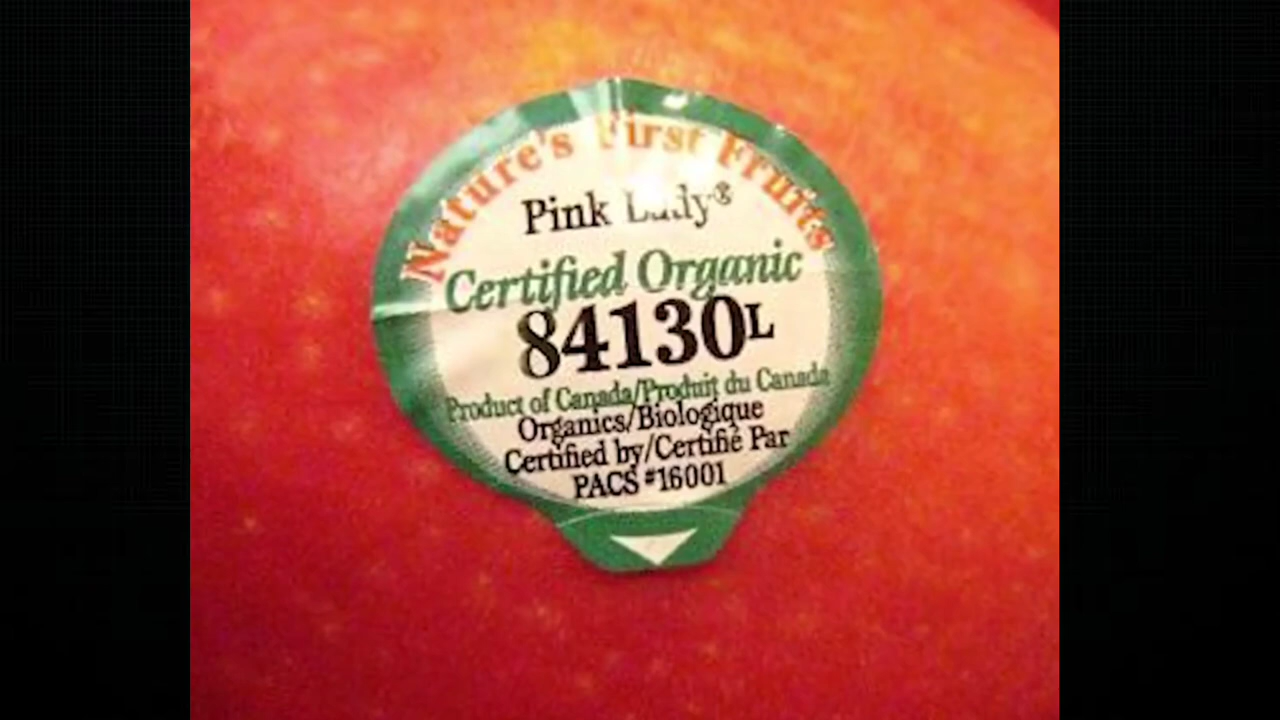 Nature's First Fruits
Pink Lady®
Certified Organic
84130L
Product of Canada/Produit du Canada
Organics/Biologique
Certified by/Certifié Par
PACS #16001